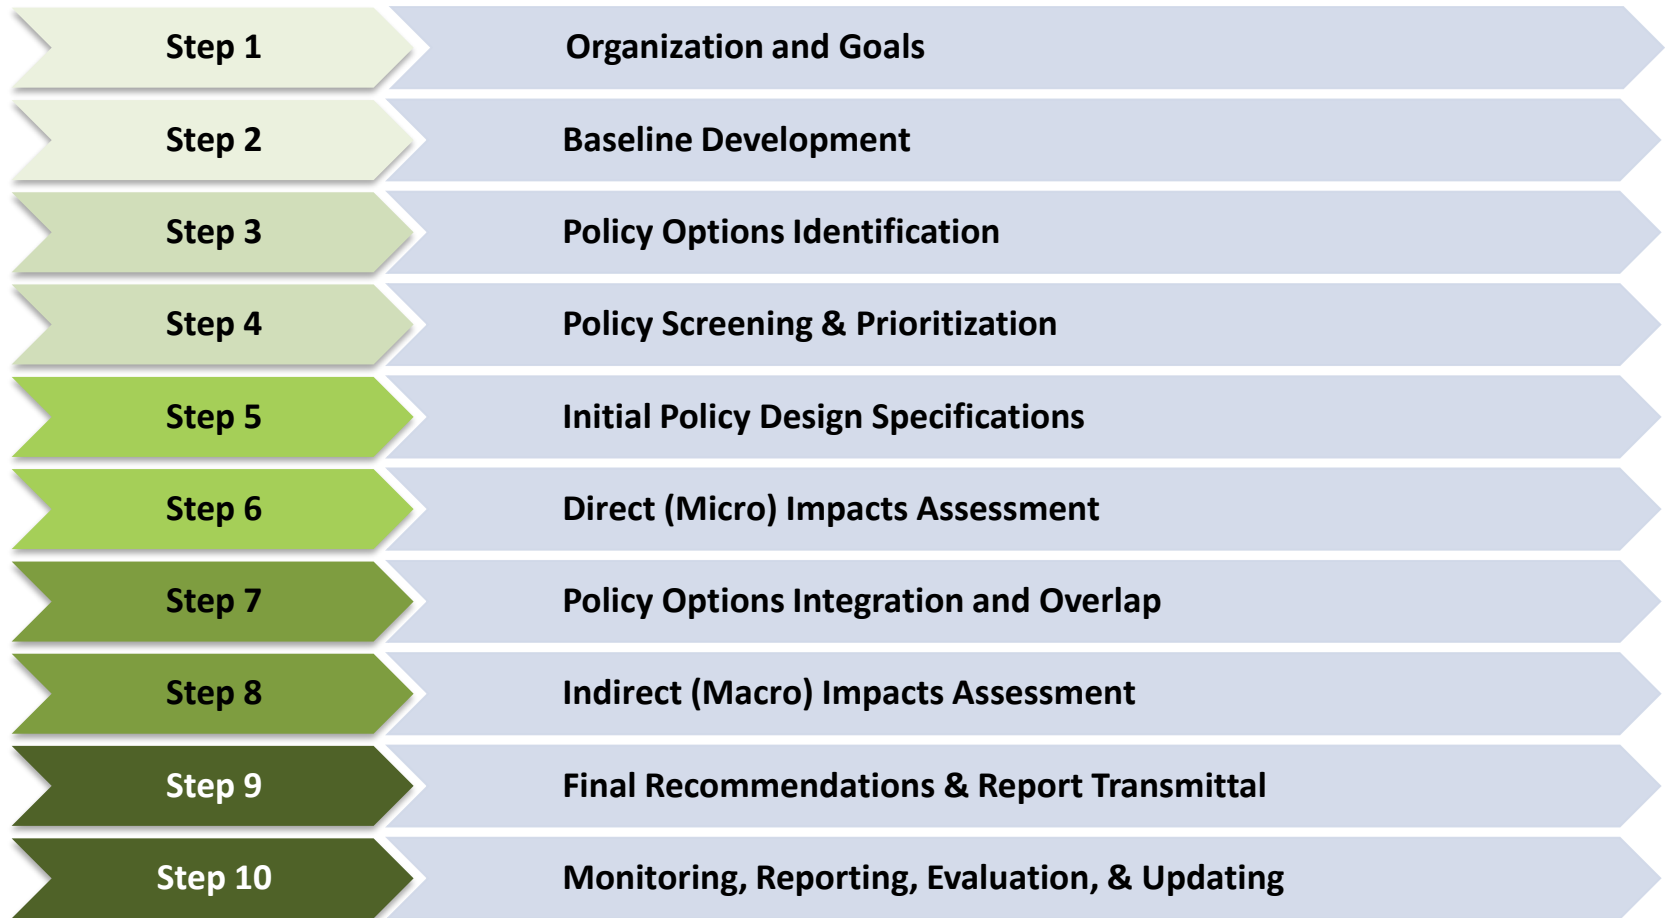 Step 1 Organization and Goals
Step 2 Baseline Development
Step 3 Policy Options Identification
Step 4 Policy Screening & Prioritization
Step 5 Initial Policy Design Specifications
Step 6 Direct (Micro) Impacts Assessment
Step 7 Policy Options Integration and Overlap
Step 8 Indirect (Macro) Impacts Assessment
Step 9 Final Recommendations & Report Transmittal
Step 10 Monitoring, Reporting, Evaluation, & Updating